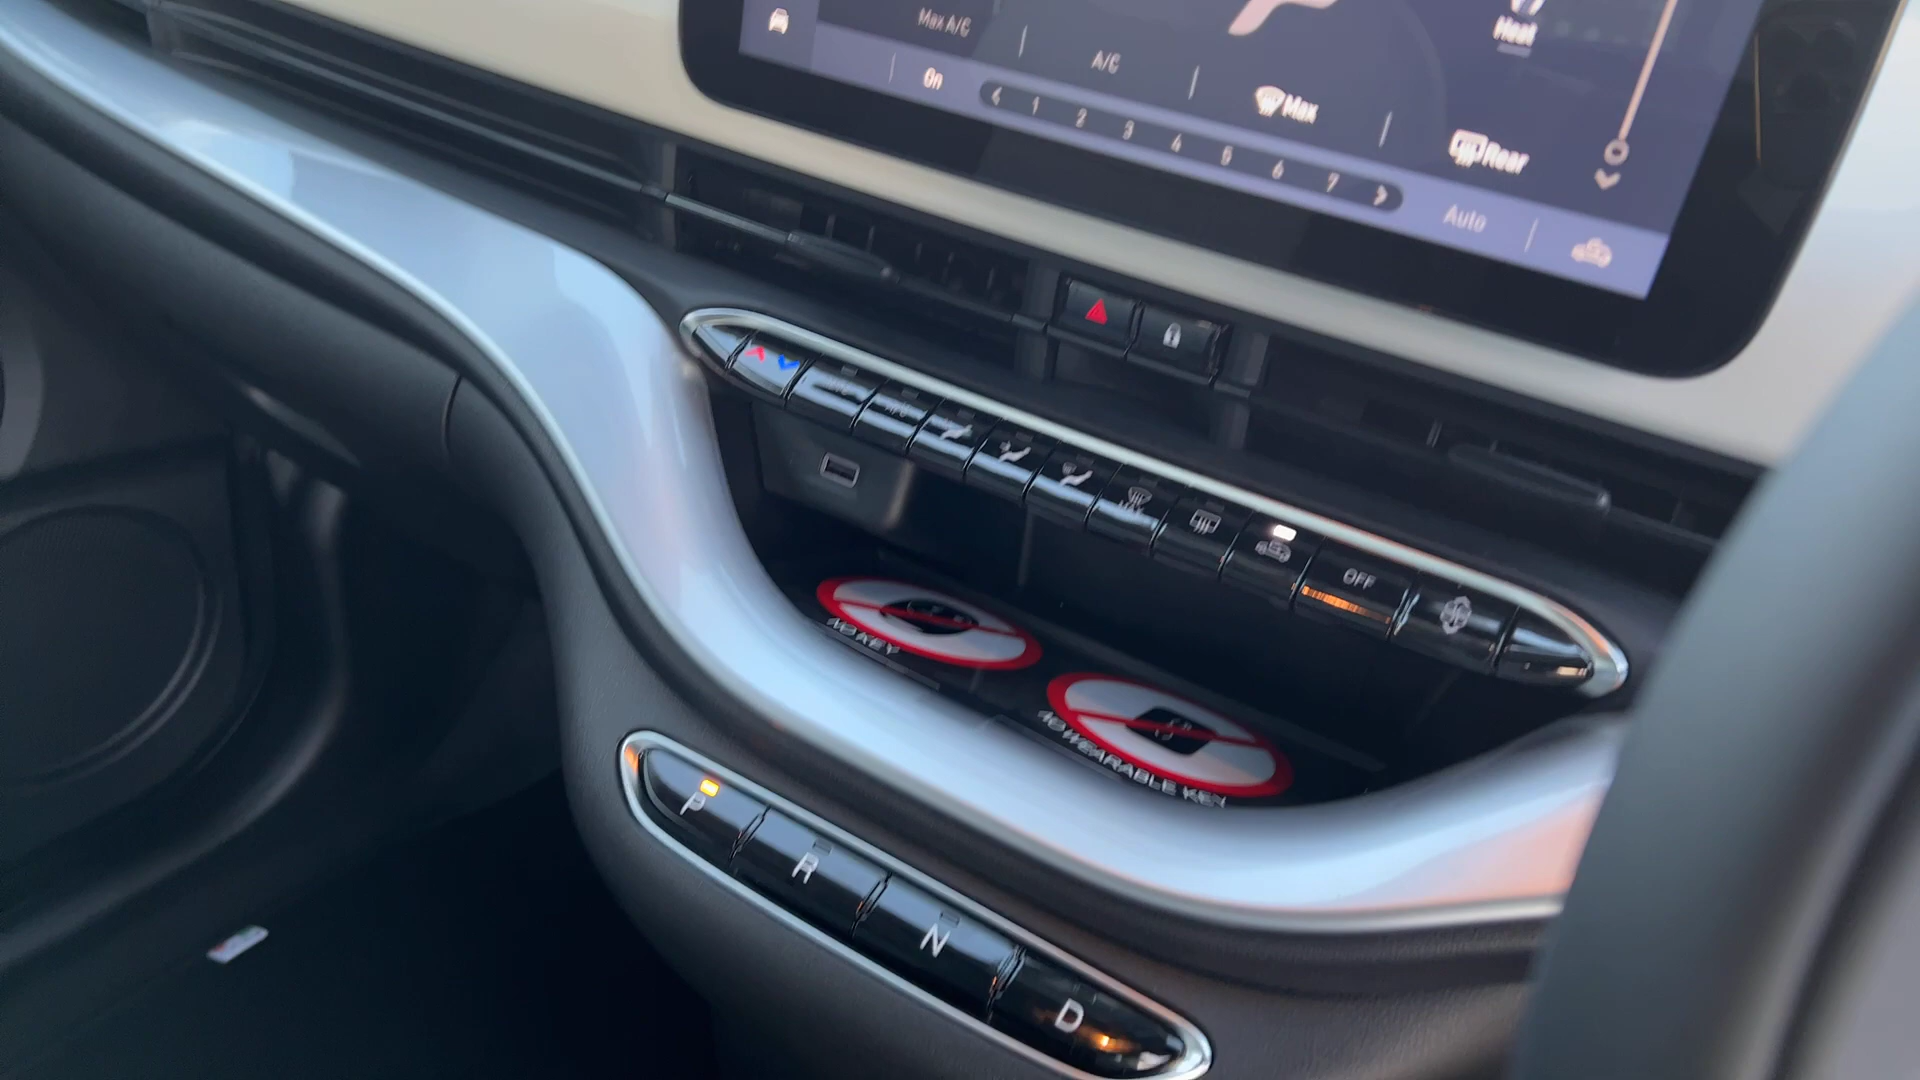 Max A/C
A/C
Heat
On
1 2 3 4 5 6 7
Max
Rear
Auto
MAX
OFF
NO KEY
NO WEARABLE KEY
P
R
N
D